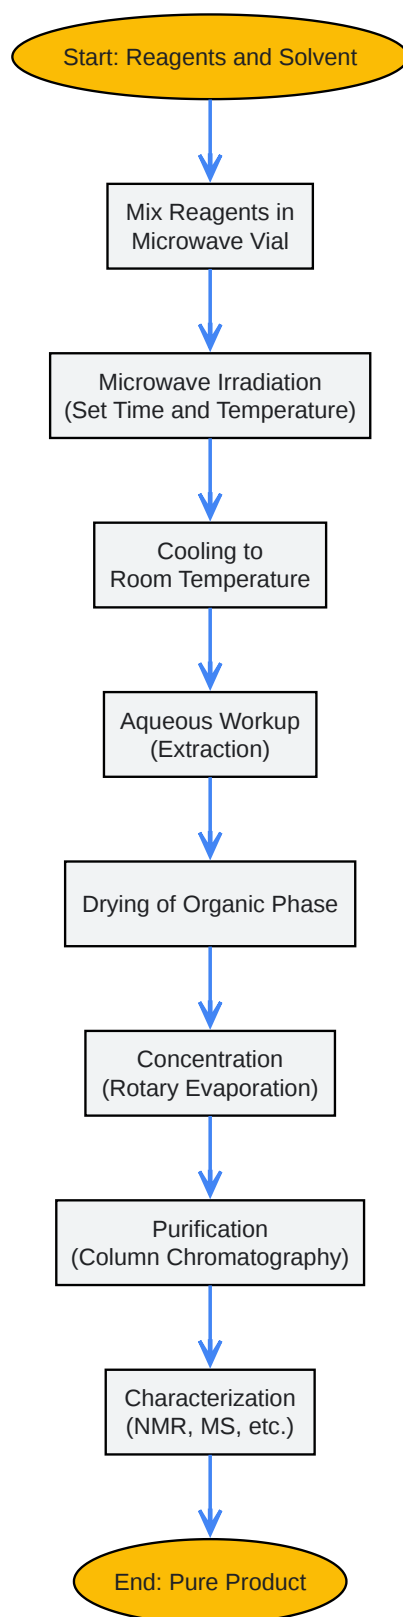 Start: Reagents and Solvent
Mix Reagents in
Microwave Vial
Microwave Irradiation
(Set Time and Temperature)
Cooling to
Room Temperature
Aqueous Workup
(Extraction)
Drying of Organic Phase
Concentration
(Rotary Evaporation)
Purification
(Column Chromatography)
Characterization
(NMR, MS, etc.)
End: Pure Product